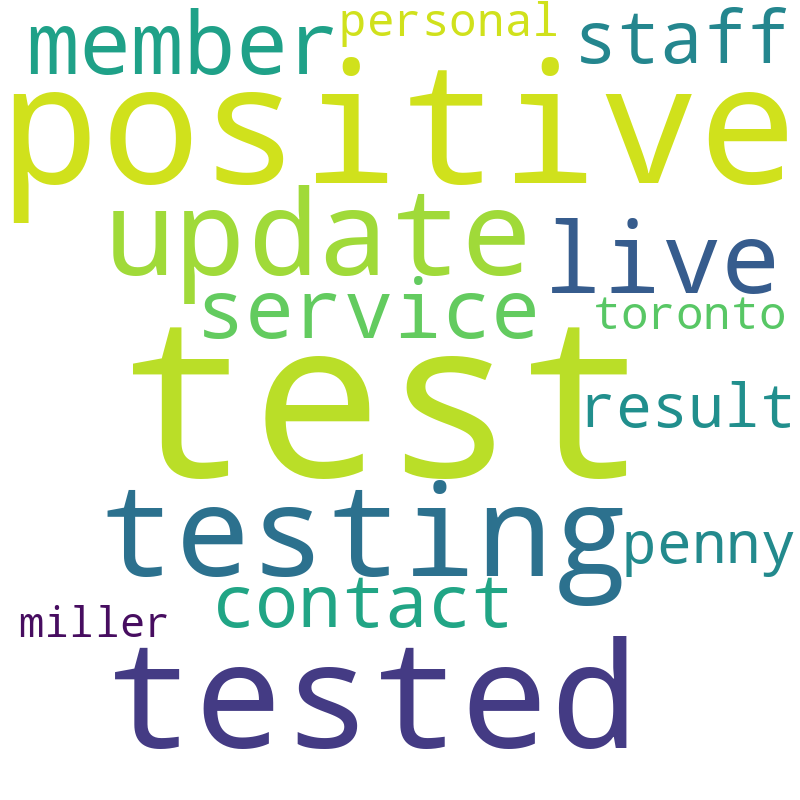 personal
member
staff
positive
update
live
service
toronto
test
result
testing
penny
contact
miller
tested